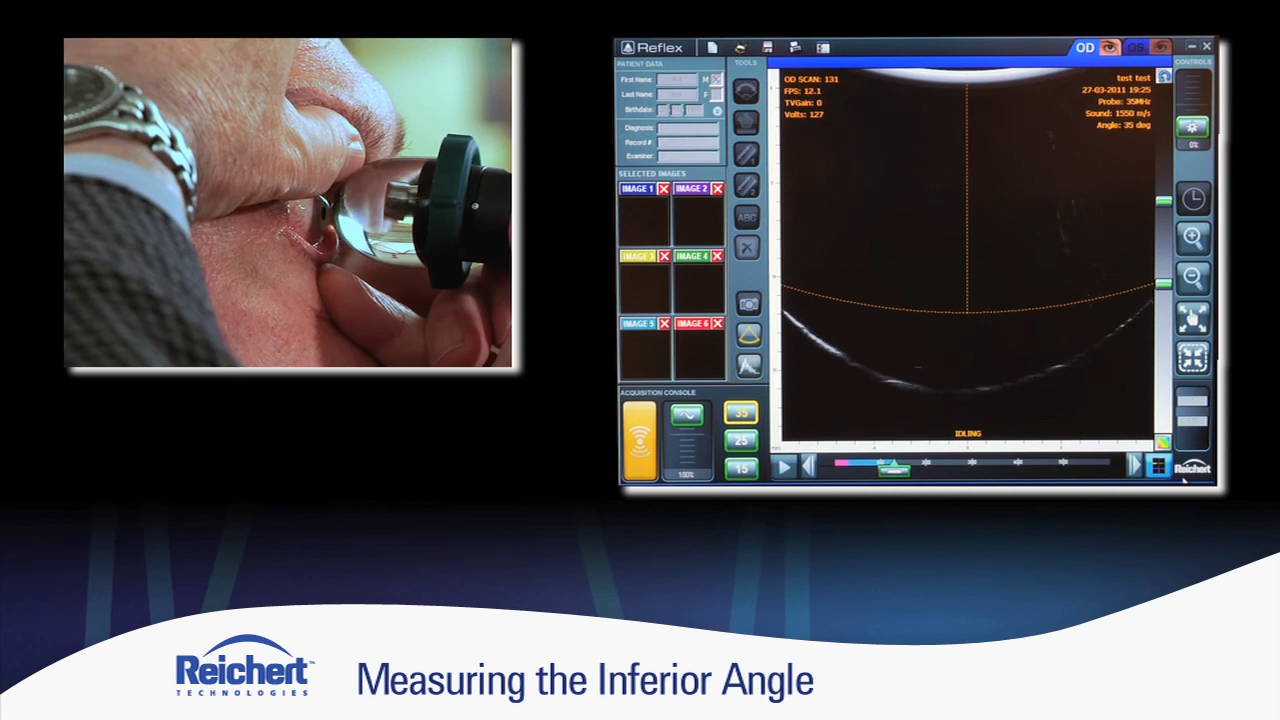 Reflex
OD
OS
PATIENT DATA
First Name:
M
Last Name:
F
Birthdate:
Diagnosis:
Record #
Examiner:
SELECTED IMAGES
IMAGE 1
IMAGE 2
IMAGE 3
IMAGE 4
IMAGE 5
IMAGE 6
ACQUISITION CONSOLE
100%
TOOLS
ABC
35
25
15
OD SCAN: 131
FPS: 12.1
TVGain: 0
Volts: 127
test test
27-03-2011 19:25
Probe: 35MHz
Sound: 1550 m/s
Angle: 35 deg
IDLING
CONTROLS
0%
Reichert
Reichert™
TECHNOLOGIES
Measuring the Inferior Angle